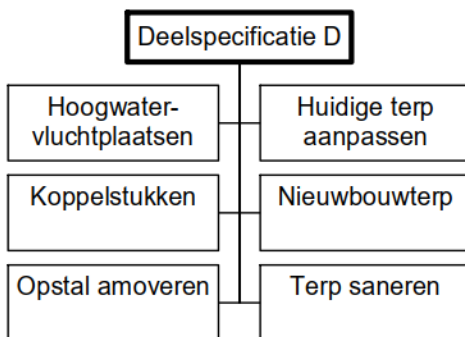 Deelspecificatie D
Hoogwater-
vluchtplaatsen
Huidige terp
aanpassen
Koppelstukken
Nieuwbouwterp
Opstal amoveren
Terp saneren